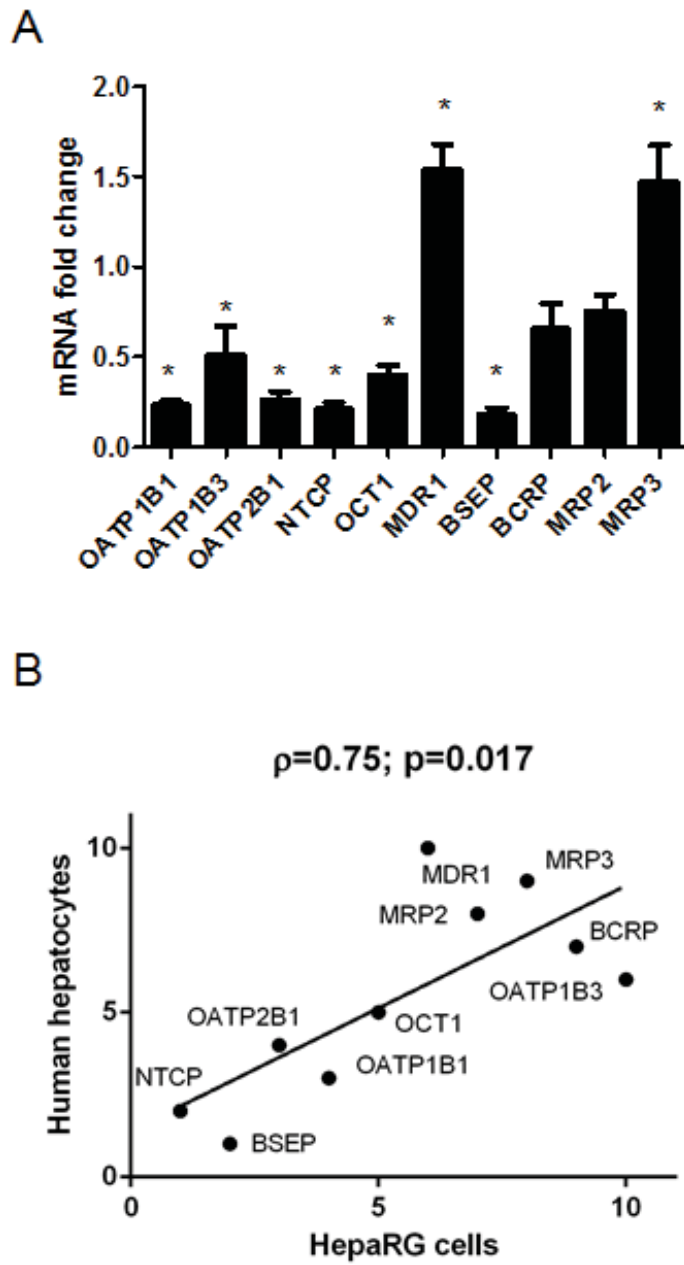 A
2.0
1.5
1.0
0.5
0.0
mRNA fold change
* * * * * * * *
OATP1B1
OATP1B3
OATP2B1
NTCP
OCT1
MDR1
BSEP
BCRP
MRP2
MRP3
B
ρ=0.75; p=0.017
Human hepatocytes
10
5
0
MDR1
MRP3
MRP2
BCRP
OATP1B3
OATP2B1
OCT1
NTCP
OATP1B1
BSEP
0 5 10
HepaRG cells